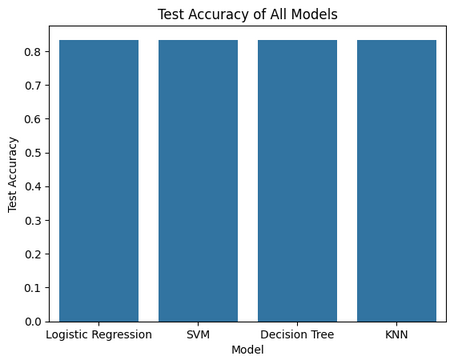 Test Accuracy of All Models
Test Accuracy
0.8
0.7
0.6
0.5
0.4
0.3
0.2
0.1
0.0
Logistic Regression SVM Decision Tree KNN
Model